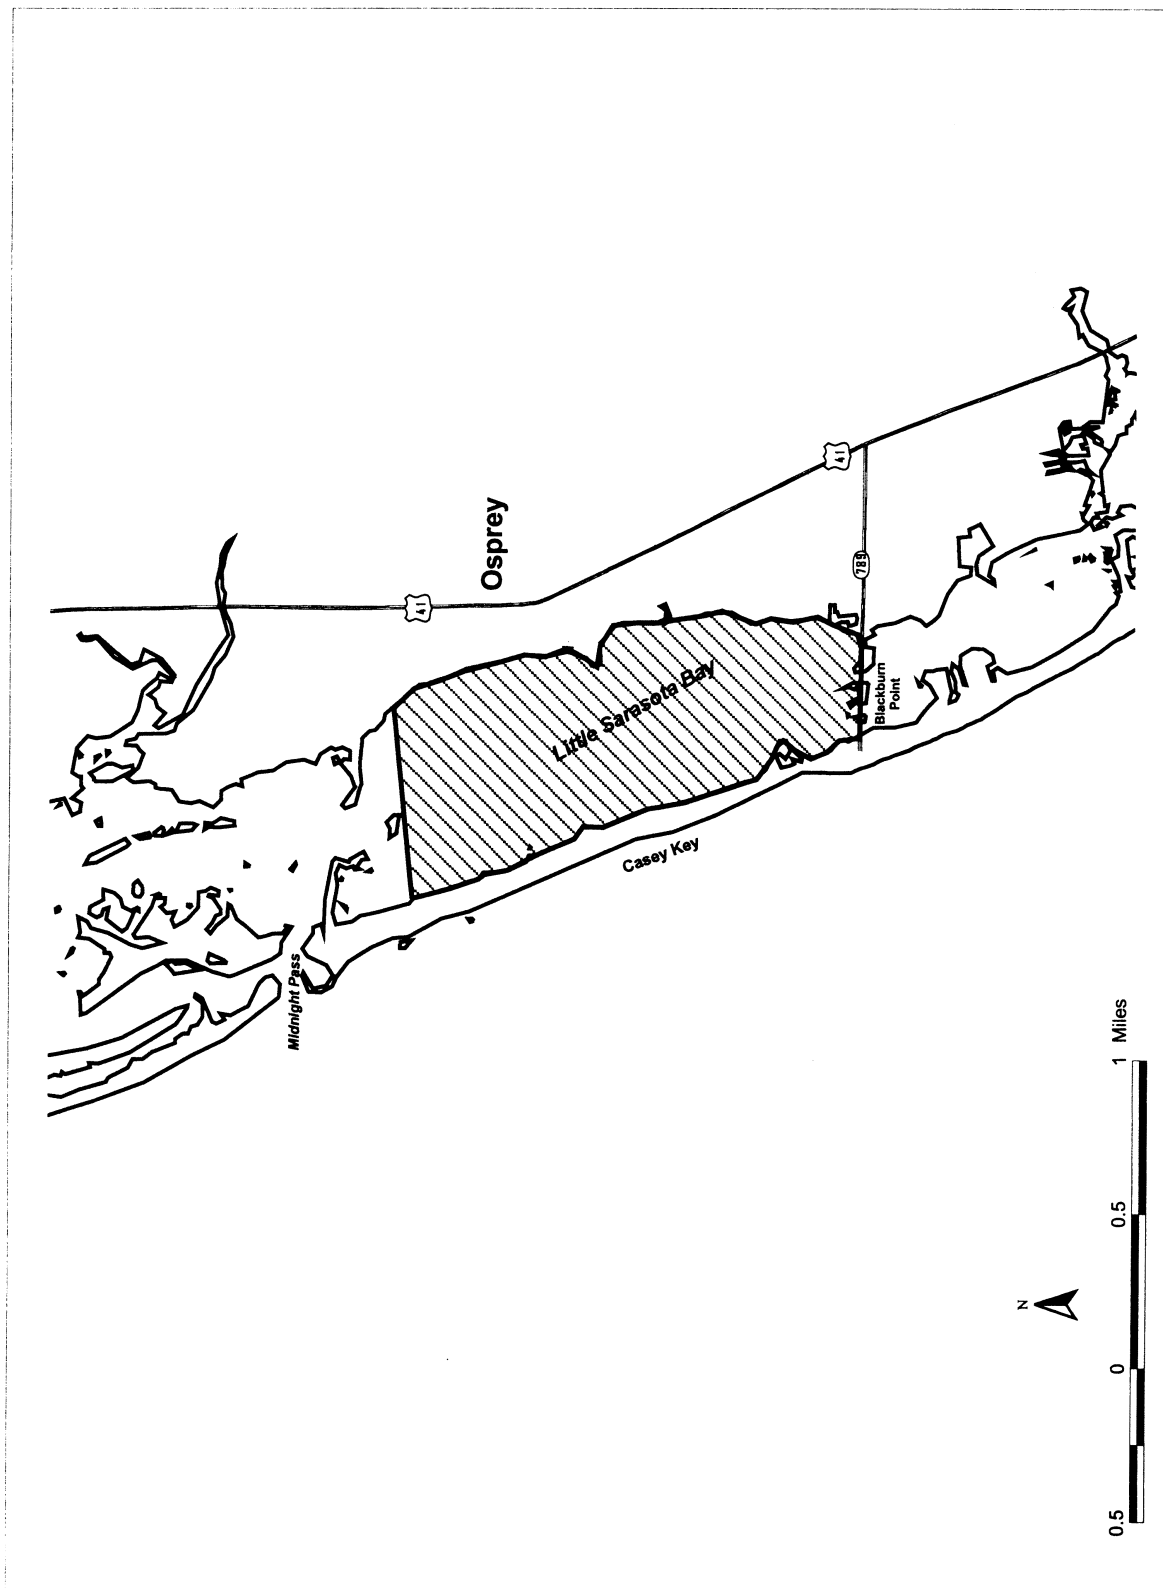 41
Osprey
41
789
Little Sarasota Bay
Blackburn
Point
Casey Key
Midnight Pass
N
0.5 0 0.5 1 Miles